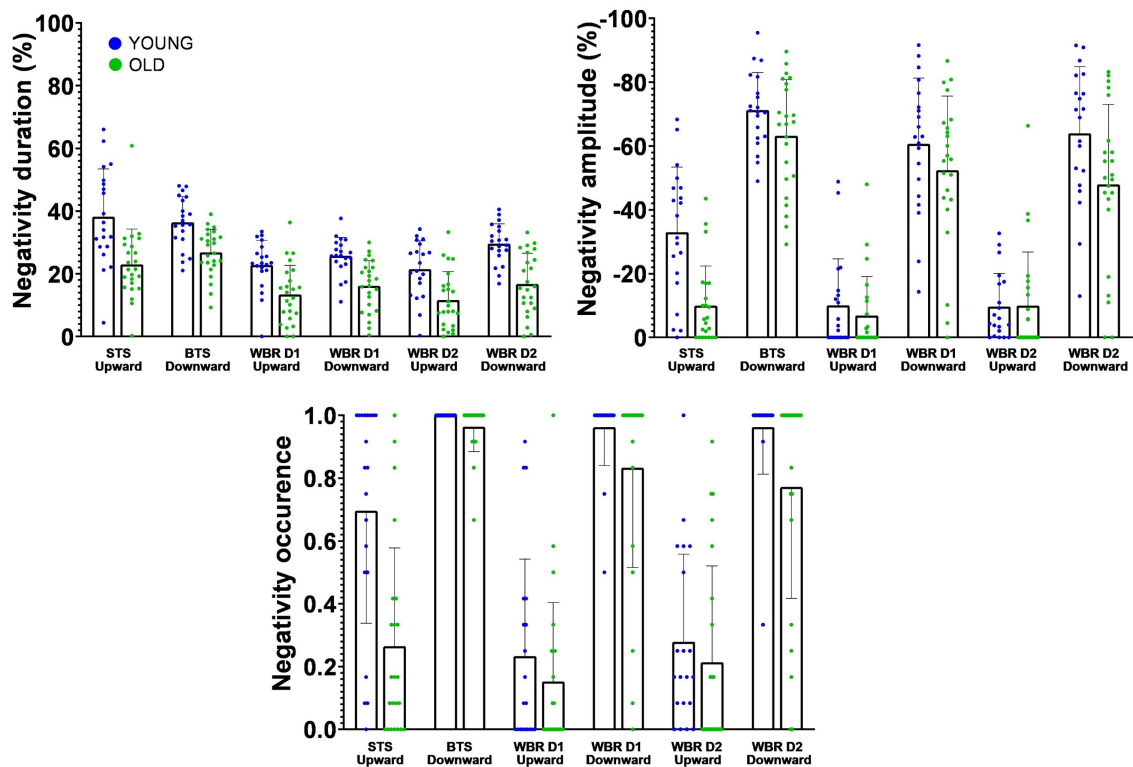 Negativity duration (%)
100
80
60
40
20
0
YOUNG
OLD
STS
Upward
BTS
Downward
WBR D1
Upward
WBR D1
Downward
WBR D2
Upward
WBR D2
Downward
Negativity amplitude (%)
-100
-80
-60
-40
-20
0
STS
Upward
BTS
Downward
WBR D1
Upward
WBR D1
Downward
WBR D2
Upward
WBR D2
Downward
Negativity occurence
1.0
0.8
0.6
0.4
0.2
0.0
STS
Upward
BTS
Downward
WBR D1
Upward
WBR D1
Downward
WBR D2
Upward
WBR D2
Downward